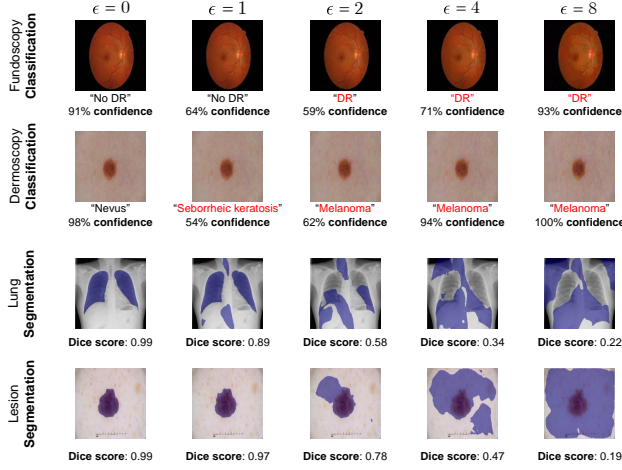 ϵ = 0 ϵ = 1 ϵ = 2 ϵ = 4 ϵ = 8
Fundoscopy
Classification
“No DR” “No DR” “DR” “DR” “DR”
91% confidence 64% confidence 59% confidence 71% confidence 93% confidence
Dermoscopy
Classification
“Nevus” “Seborrheic keratosis” “Melanoma” “Melanoma” “Melanoma”
98% confidence 54% confidence 62% confidence 94% confidence 100% confidence
Lung
Segmentation
Dice score: 0.99 Dice score: 0.89 Dice score: 0.58 Dice score: 0.34 Dice score: 0.22
Lesion
Segmentation
Dice score: 0.99 Dice score: 0.97 Dice score: 0.78 Dice score: 0.47 Dice score: 0.19